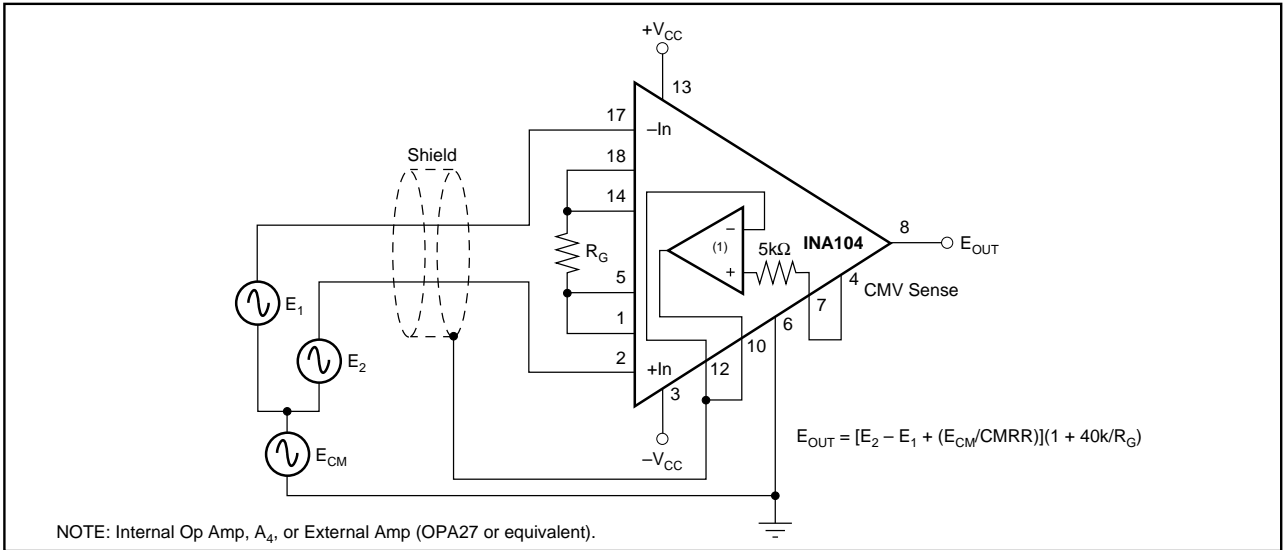 +VCC
13
17
–In
Shield
18
14
RG
(1)
–
+
5kΩ
INA104
8
EOUT
4
CMV Sense
7
5
1
6
10
2
+In
12
3
E1
E2
ECM
–VCC
EOUT = [E2 – E1 + (ECM/CMRR)](1 + 40k/RG)
NOTE: Internal Op Amp, A4, or External Amp (OPA27 or equivalent).